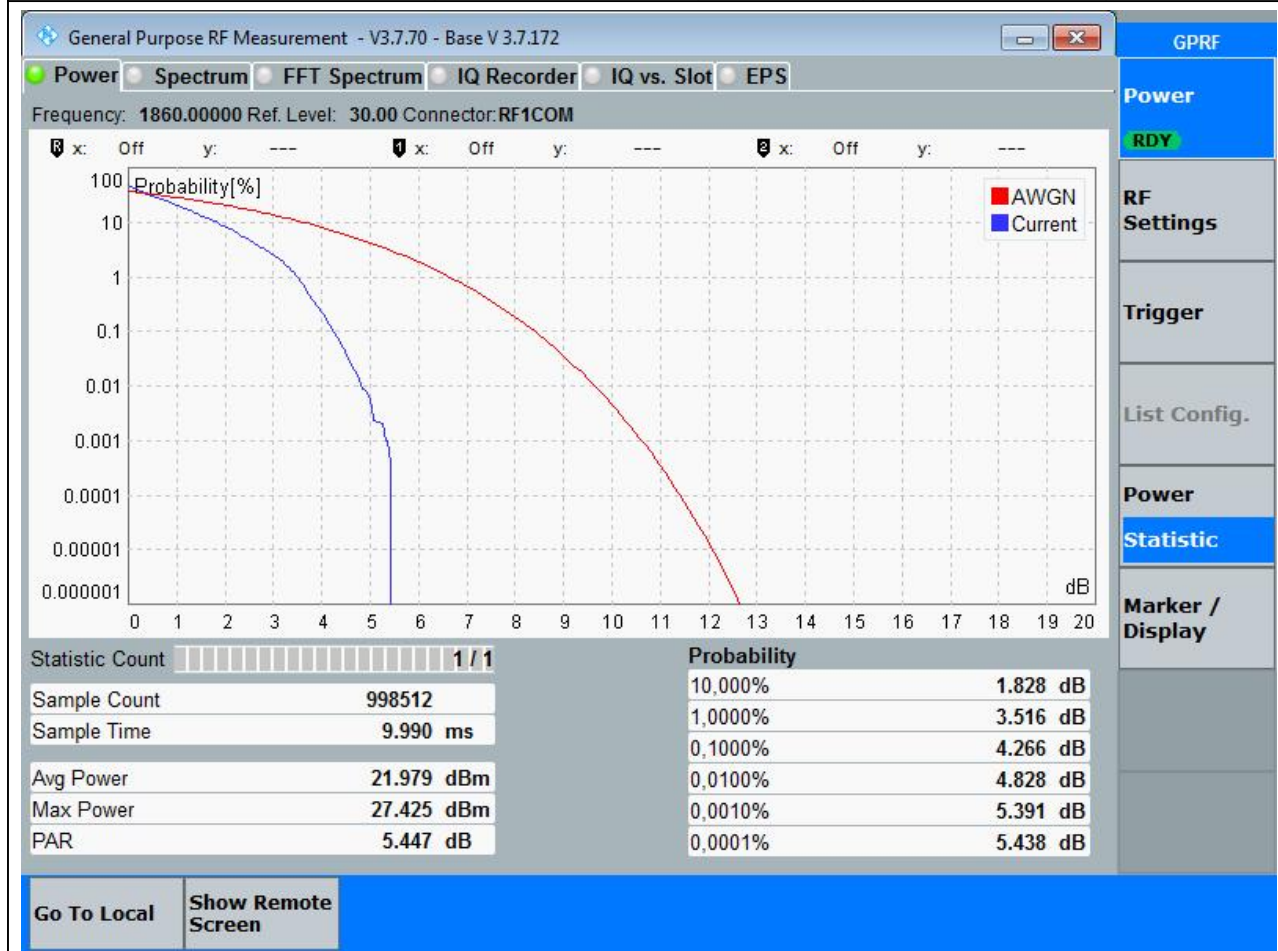 General Purpose RF Measurement - V3.7.70 - Base V 3.7.172
GPRF
Power Spectrum FFT Spectrum IQ Recorder IQ vs. Slot EPS
Frequency: 1860.00000 Ref. Level: 30.00 Connector: RF1COM
R x: Off y: --- 1 x: Off y: --- 2 x: Off y: ---
Probability[%]
AWGN
Current
100
10
1
0.1
0.01
0.001
0.0001
0.00001
0.000001
dB
0 1 2 3 4 5 6 7 8 9 10 11 12 13 14 15 16 17 18 19 20
Statistic Count 1 / 1
Sample Count 998512
Sample Time 9.990 ms
Avg Power 21.979 dBm
Max Power 27.425 dBm
PAR 5.447 dB
Probability
10,000% 1.828 dB
1,0000% 3.516 dB
0,1000% 4.266 dB
0,0100% 4.828 dB
0,0010% 5.391 dB
0,0001% 5.438 dB
Power
RDY
RF
Settings
Trigger
List Config.
Power
Statistic
Marker /
Display
Go To Local
Show Remote
Screen